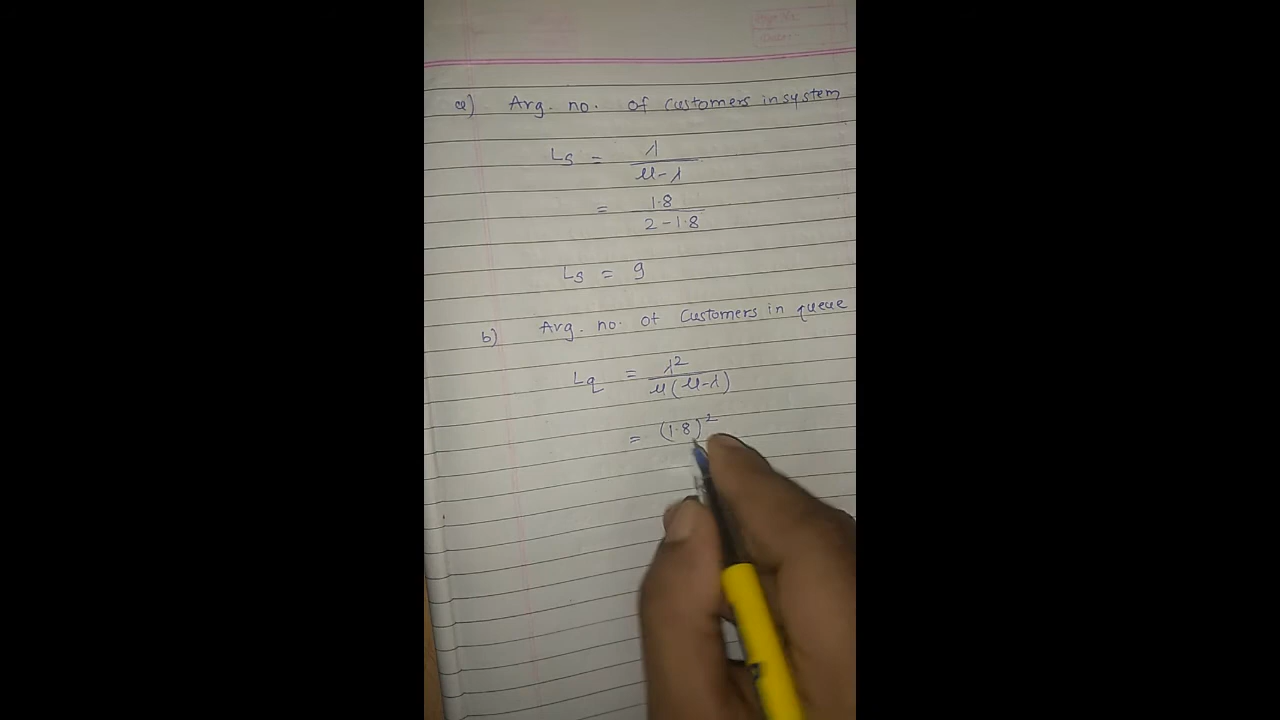 a) Avg. no. of customers in system
Ls = λ / μ-λ
= 1.8 / 2-1.8
Ls = 9
b) Avg. no. of customers in queue
Lq = λ² / μ(μ-λ)
= (1.8)²